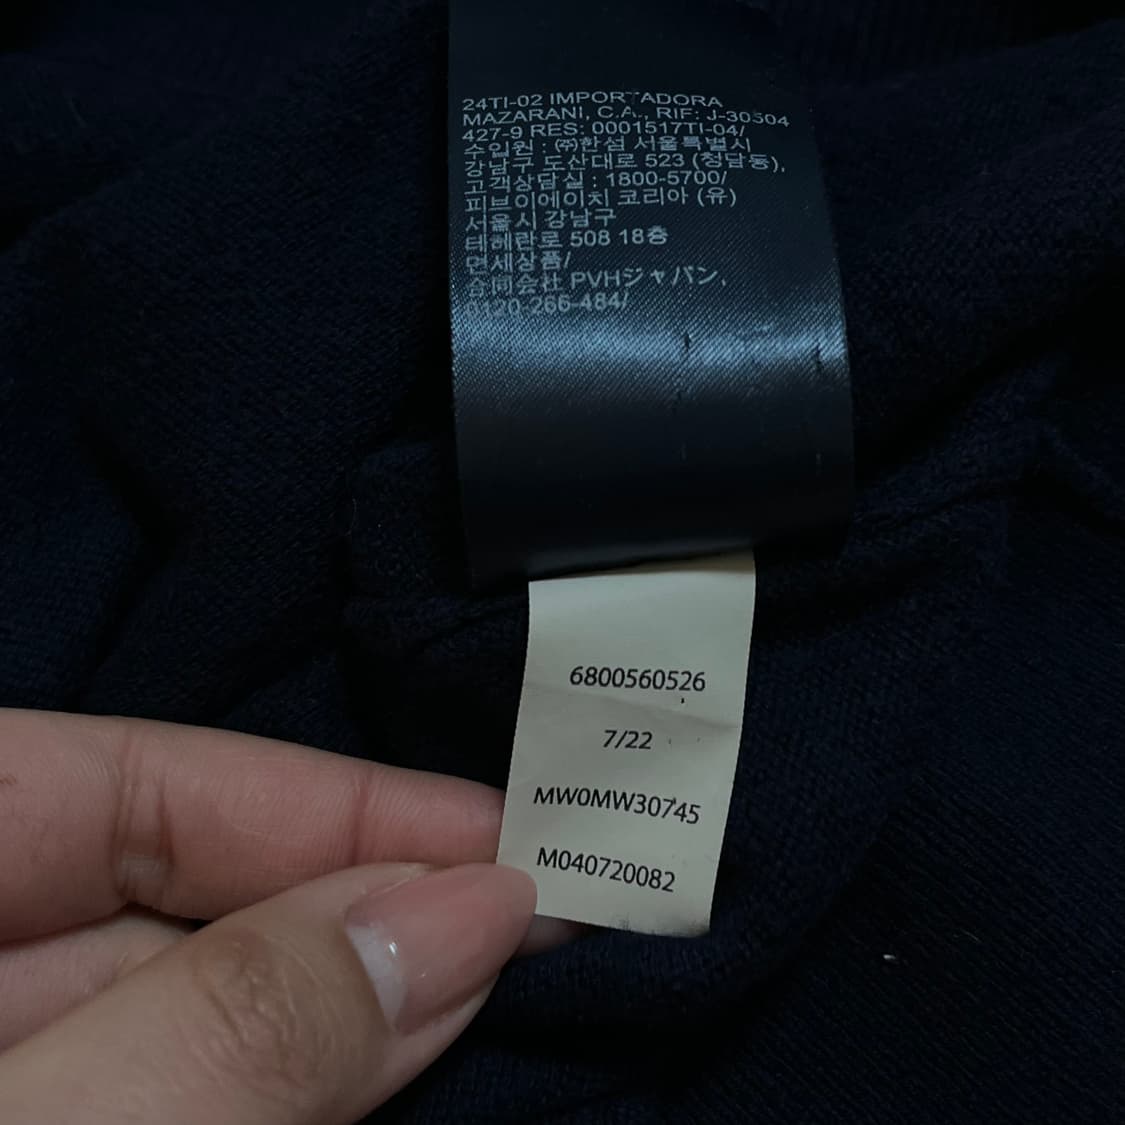 24TI-02 IMPORTADORA
MAZARANI, C.A., RIF: J-30504
427-9 RES: 0001517TI-04/
수입원 : ㈜한섬 서울특별시
강남구 도산대로 523 (청담동),
고객상담실 : 1800-5700/
피브이에이치 코리아 (유)
서울시 강남구
테헤란로 508 18층
면세상품/
合同会社 PVHジャパン,
0120-266-484/
6800560526
7/22
MW0MW30745
M040720082